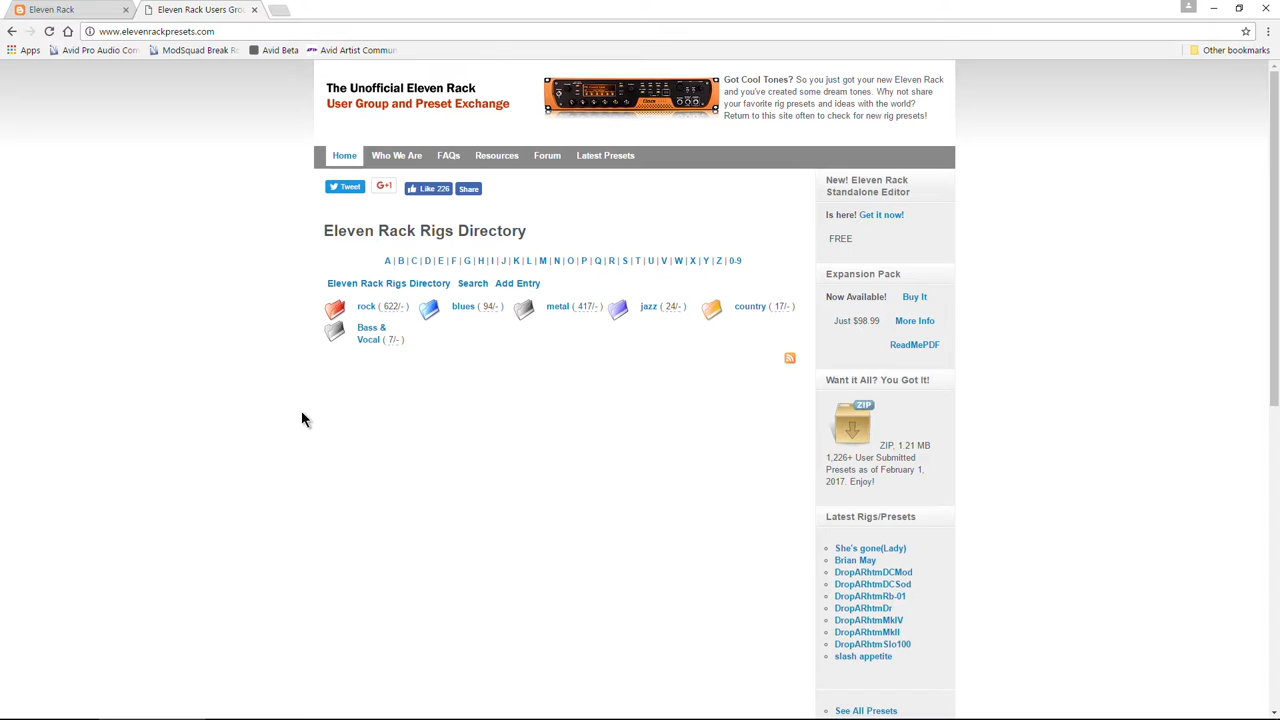 Eleven Rack
Eleven Rack Users Gro
www.elevenrackpresets.com
Apps Avid Pro Audio Com ModSquad Break Ro Avid Beta Avid Artist Commun Other bookmarks
The Unofficial Eleven Rack
User Group and Preset Exchange
Got Cool Tones? So you just got your new Eleven Rack
and you've created some dream tones. Why not share
your favorite rig presets and ideas with the world?
Return to this site often to check for new rig presets!
Home Who We Are FAQs Resources Forum Latest Presets
Tweet G+1 Like 226 Share
Eleven Rack Rigs Directory
A | B | C | D | E | F | G | H | I | J | K | L | M | N | O | P | Q | R | S | T | U | V | W | X | Y | Z | 0-9
Eleven Rack Rigs Directory Search Add Entry
rock ( 622/- ) blues ( 94/- ) metal ( 417/- ) jazz ( 24/- ) country ( 17/- )
Bass &
Vocal ( 7/- )
New! Eleven Rack
Standalone Editor
Is here! Get it now!
FREE
Expansion Pack
Now Available! Buy It
Just $98.99 More Info
ReadMePDF
Want it All? You Got It!
ZIP
ZIP, 1.21 MB
1,226+ User Submitted
Presets as of February 1,
2017. Enjoy!
Latest Rigs/Presets
She's gone(Lady)
Brian May
DropARhtmDCMod
DropARhtmDCSod
DropARhtmRb-01
DropARhtmDr
DropARhtmMkIV
DropARhtmMkII
DropARhtmSlo100
slash appetite
See All Presets